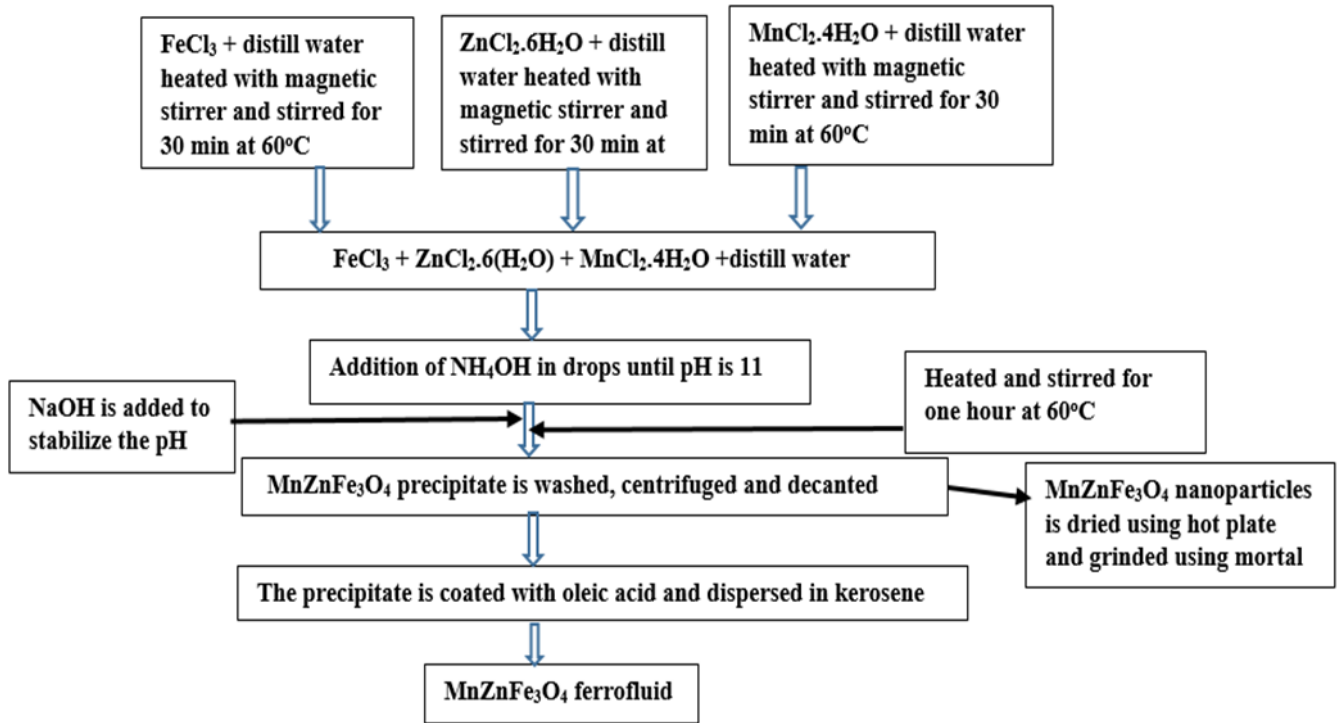 FeCl₃ + distill water
heated with magnetic
stirrer and stirred for
30 min at 60ºC
ZnCl₂.6H₂O + distill
water heated with
magnetic stirrer and
stirred for 30 min at
MnCl₂.4H₂O + distill water
heated with magnetic
stirrer and stirred for 30
min at 60ºC
FeCl₃ + ZnCl₂.6(H₂O) + MnCl₂.4H₂O +distill water
Addition of NH₄OH in drops until pH is 11
NaOH is added to
stabilize the pH
Heated and stirred for
one hour at 60ºC
MnZnFe₃O₄ precipitate is washed, centrifuged and decanted
MnZnFe₃O₄ nanoparticles
is dried using hot plate
and grinded using mortal
The precipitate is coated with oleic acid and dispersed in kerosene
MnZnFe₃O₄ ferrofluid